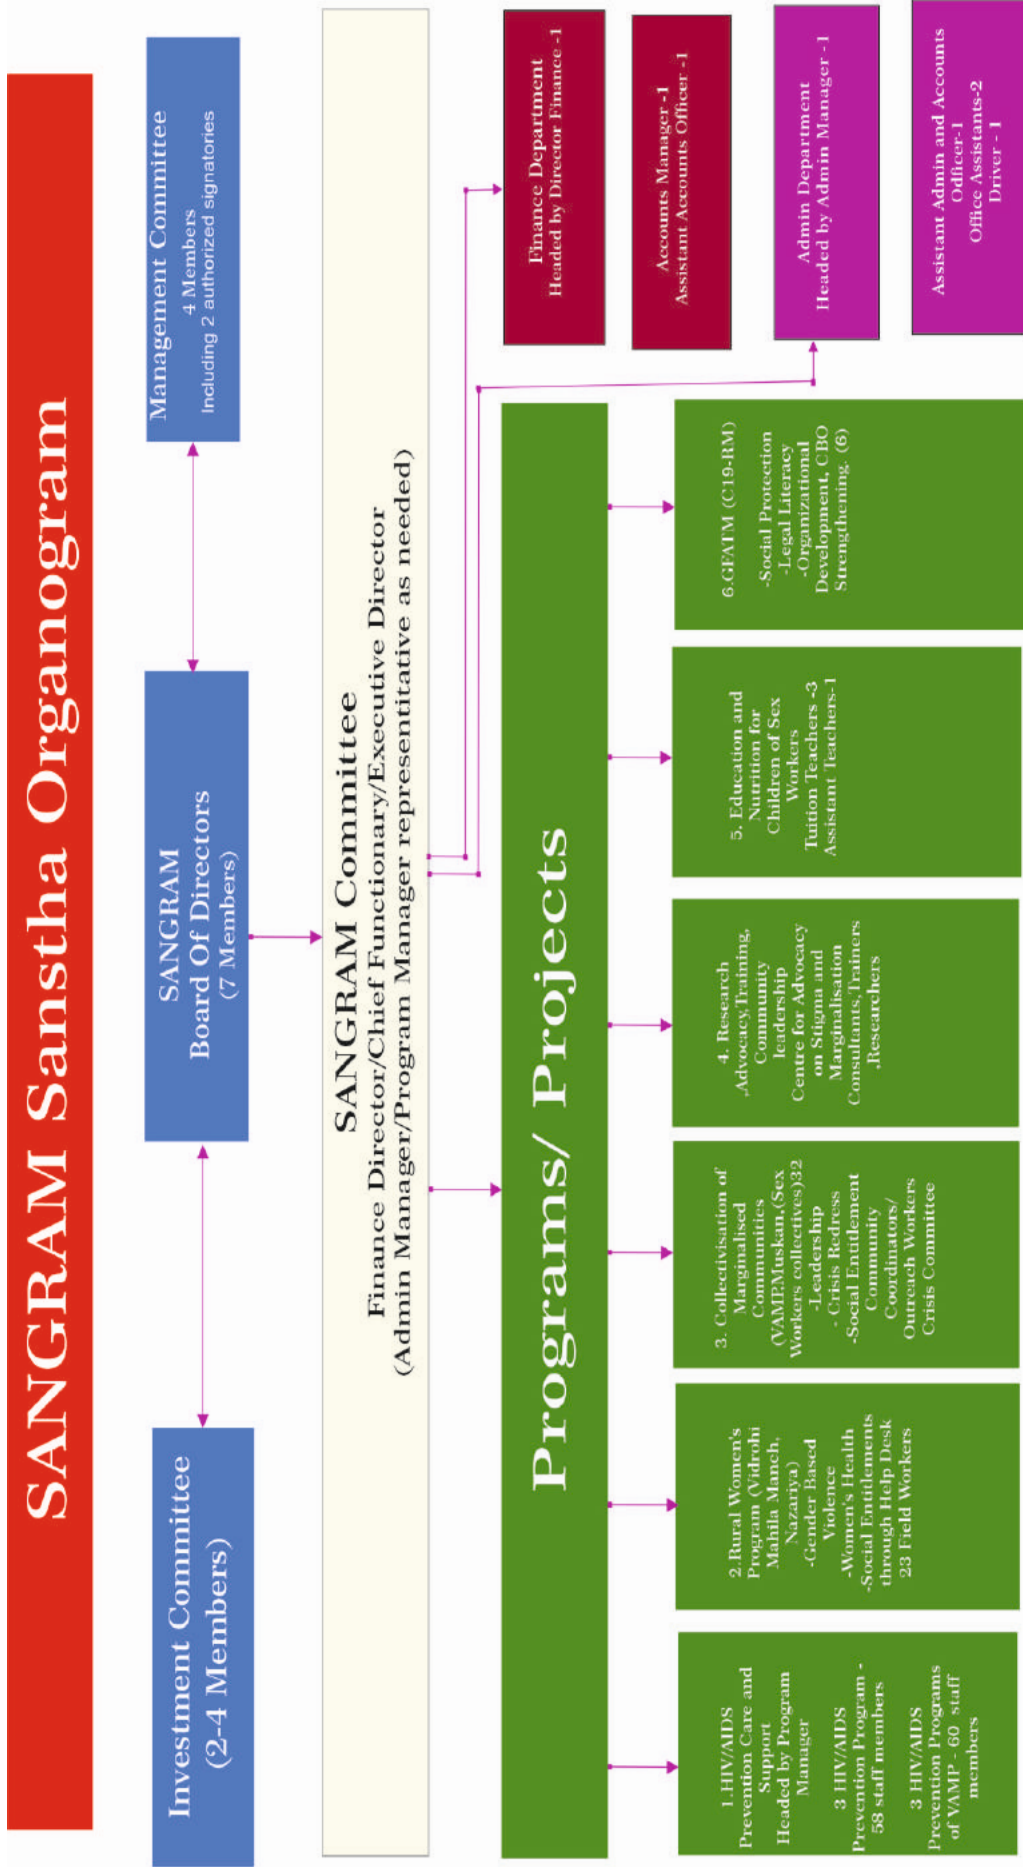 SANGRAM Sanstha Organogram
Investment Committee
(2-4 Members)
SANGRAM
Board Of Directors
(7 Members)
Management Committee
4 Members
Including 2 authorized signatories
SANGRAM Committee
Finance Director/Chief Functionary/Executive Director
(Admin Manager/Program Manager representitative as needed)
Programs/ Projects
Finance Department
Headed by Director Finance -1
Accounts Manager -1
Assistant Accounts Officer -1
Admin Department
Headed by Admin Manager - 1
Assistant Admin and Accounts
Odficer-1
Office Assistants-2
Driver - 1
1.HIV/AIDS
Prevention Care and
Support
Headed by Program
Manager
3 HIV/AIDS
Prevention Program -
58 staff members
3 HIV/AIDS
Prevention Programs
of VAMP - 60 staff
members
2.Rural Women's
Program (Vidrohi
Mahila Manch,
Nazariya)
-Gender Based
Violence
-Women's Health
-Social Entitlements
through Help Desk
23 Field Workers
3. Collectivisation of
Marginalised
Communities
(VAMP,Muskan,(Sex
Workers collectives)32
-Leadership
- Crisis Redress
-Social Entitlement
Community
Coordinators/
Outreach Workers
Crisis Committee
4. Research
,Advocacy,Training,
Community
leadership
Centre for Advocacy
on Stigma and
Marginalisation
Consultants,Trainers
,Researchers
5. Education and
Nutrition for
Children of Sex
Workers
Tuition Teachers -3
Assistant Teachers-1
6.GFATM (C19-RM)
-Social Protection
-Legal Literacy
-Organizational
Development, CBO
Strengthening. (6)